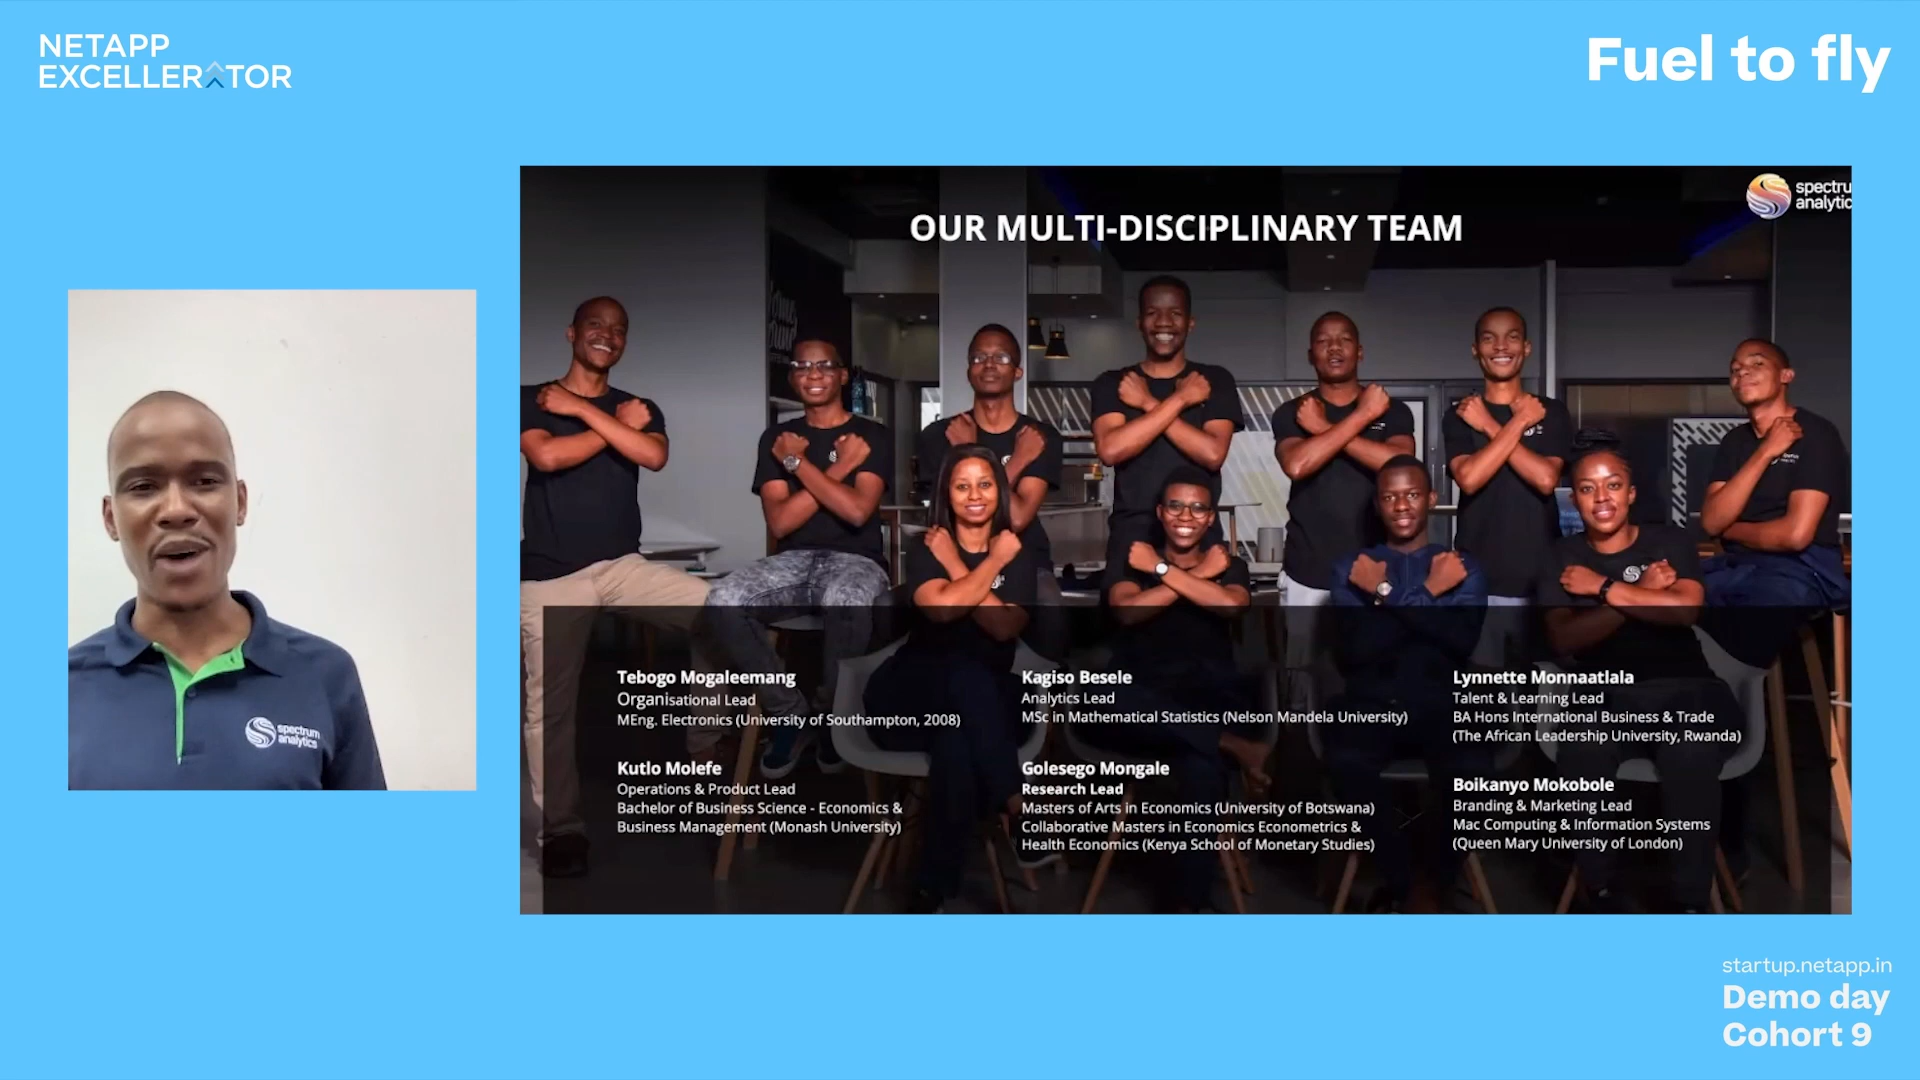 NETAPP
EXCELLERATOR
Fuel to fly
OUR MULTI-DISCIPLINARY TEAM
spectru
analytic
spectrum
analytics
Tebogo Mogaleemang
Organisational Lead
MEng. Electronics (University of Southampton, 2008)
Kutlo Molefe
Operations & Product Lead
Bachelor of Business Science - Economics &
Business Management (Monash University)
Kagiso Besele
Analytics Lead
MSc in Mathematical Statistics (Nelson Mandela University)
Golesego Mongale
Research Lead
Masters of Arts in Economics (University of Botswana)
Collaborative Masters in Economics Econometrics &
Health Economics (Kenya School of Monetary Studies)
Lynnette Monnaatlala
Talent & Learning Lead
BA Hons International Business & Trade
(The African Leadership University, Rwanda)
Boikanyo Mokobole
Branding & Marketing Lead
Mac Computing & Information Systems
(Queen Mary University of London)
startup.netapp.in
Demo day
Cohort 9